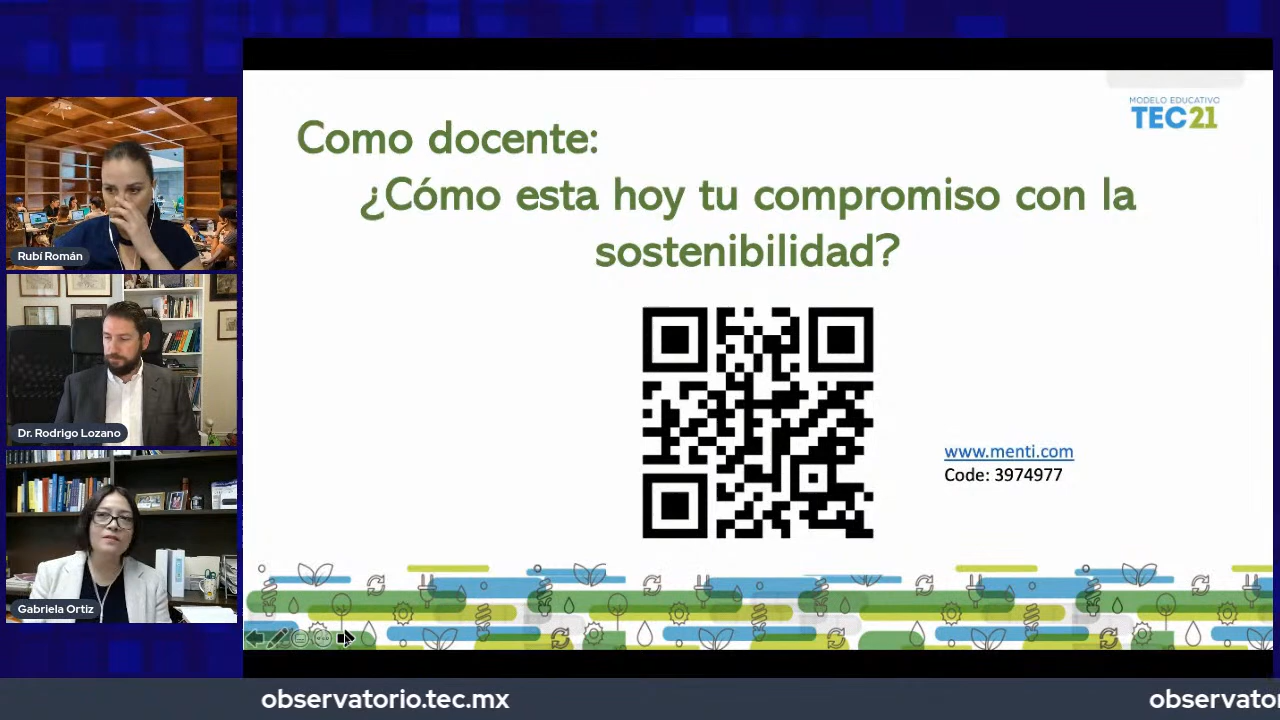 MODELO EDUCATIVO
TEC21
Como docente:
¿Cómo esta hoy tu compromiso con la
sostenibilidad?
www.menti.com
Code: 3974977
Rubí Román
Dr. Rodrigo Lozano
Gabriela Ortiz
observatorio.tec.mx
observato